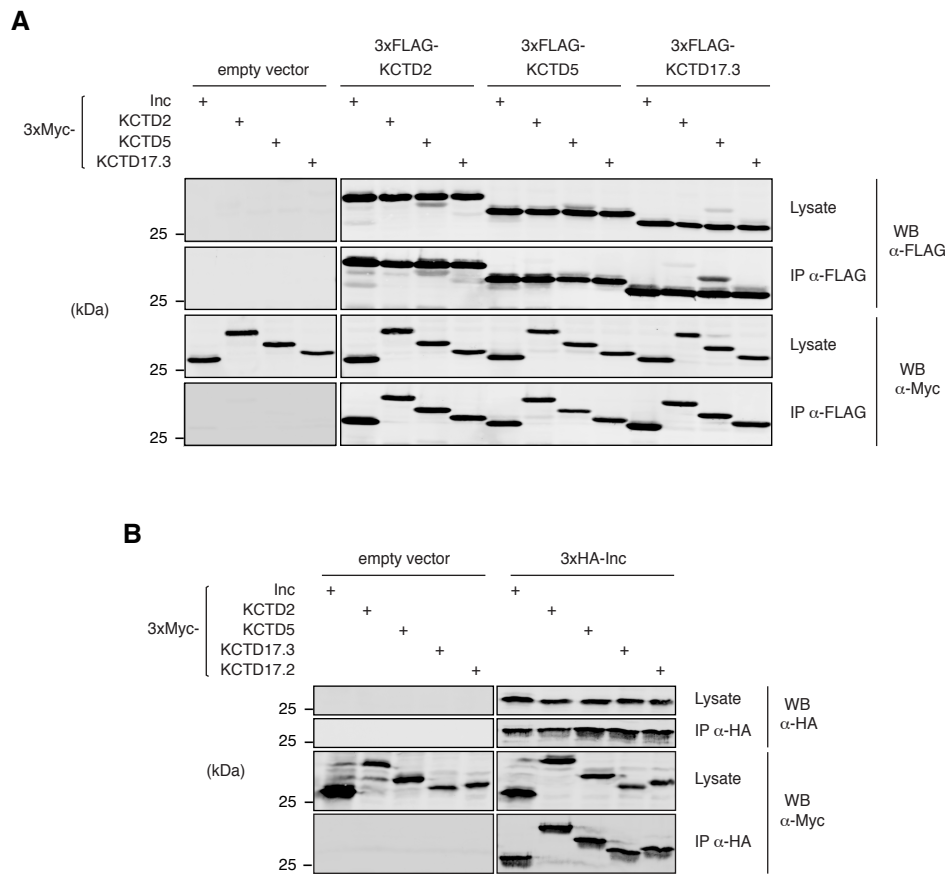 A
3xFLAG- 3xFLAG- 3xFLAG-
empty vector KCTD2 KCTD5 KCTD17.3
Inc + + + +
KCTD2 + + + +
3xMyc-
KCTD5 + + + +
KCTD17.3 + + + +
Lysate
25
WB
α-FLAG
IP α-FLAG
25
(kDa)
Lysate
25
WB
α-Myc
IP α-FLAG
25
B
empty vector 3xHA-Inc
Inc + +
KCTD2 + +
3xMyc- KCTD5 + +
KCTD17.3 + +
KCTD17.2 + +
Lysate
25
WB
α-HA
IP α-HA
25
(kDa)
Lysate
25
WB
α-Myc
IP α-HA
25